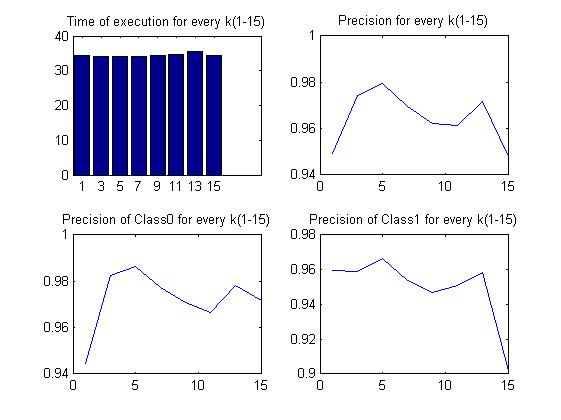 Time of execution for every k(1-15)
40
30
20
10
0
1 3 5 7 9 11 13 15
Precision for every k(1-15)
1
0.98
0.96
0.94
0 5 10 15
Precision of Class0 for every k(1-15)
1
0.98
0.96
0.94
0 5 10 15
Precision of Class1 for every k(1-15)
0.98
0.96
0.94
0.92
0.9
0 5 10 15